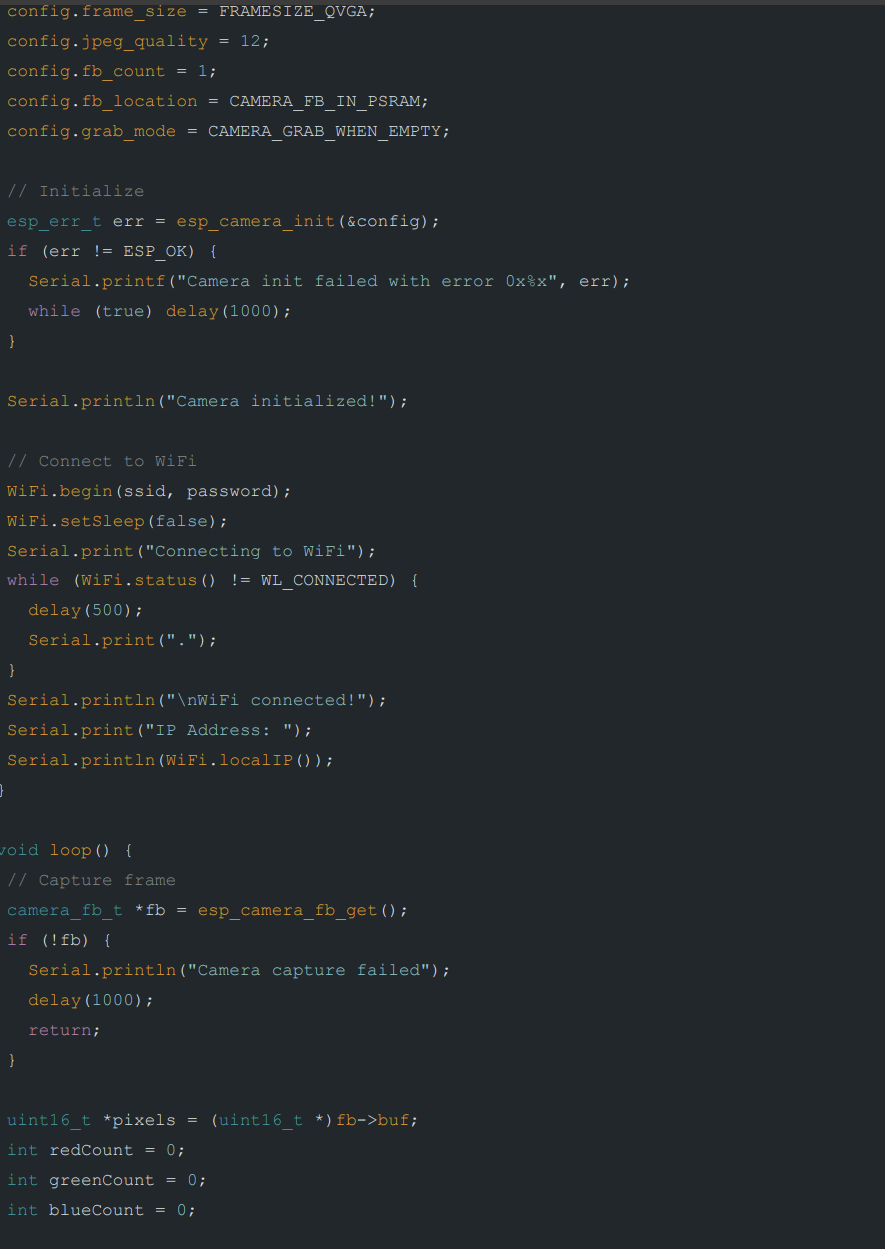 config.frame_size = FRAMESIZE_QVGA;
config.jpeg_quality = 12;
config.fb_count = 1;
config.fb_location = CAMERA_FB_IN_PSRAM;
config.grab_mode = CAMERA_GRAB_WHEN_EMPTY;
// Initialize
esp_err_t err = esp_camera_init(&config);
if (err != ESP_OK) {
Serial.printf("Camera init failed with error 0x%x", err);
while (true) delay(1000);
}
Serial.println("Camera initialized!");
// Connect to WiFi
WiFi.begin(ssid, password);
WiFi.setSleep(false);
Serial.print("Connecting to WiFi");
while (WiFi.status() != WL_CONNECTED) {
delay(500);
Serial.print(".");
}
Serial.println("\nWiFi connected!");
Serial.print("IP Address: ");
Serial.println(WiFi.localIP());
}
void loop() {
// Capture frame
camera_fb_t *fb = esp_camera_fb_get();
if (!fb) {
Serial.println("Camera capture failed");
delay(1000);
return;
}
uint16_t *pixels = (uint16_t *)fb->buf;
int redCount = 0;
int greenCount = 0;
int blueCount = 0;